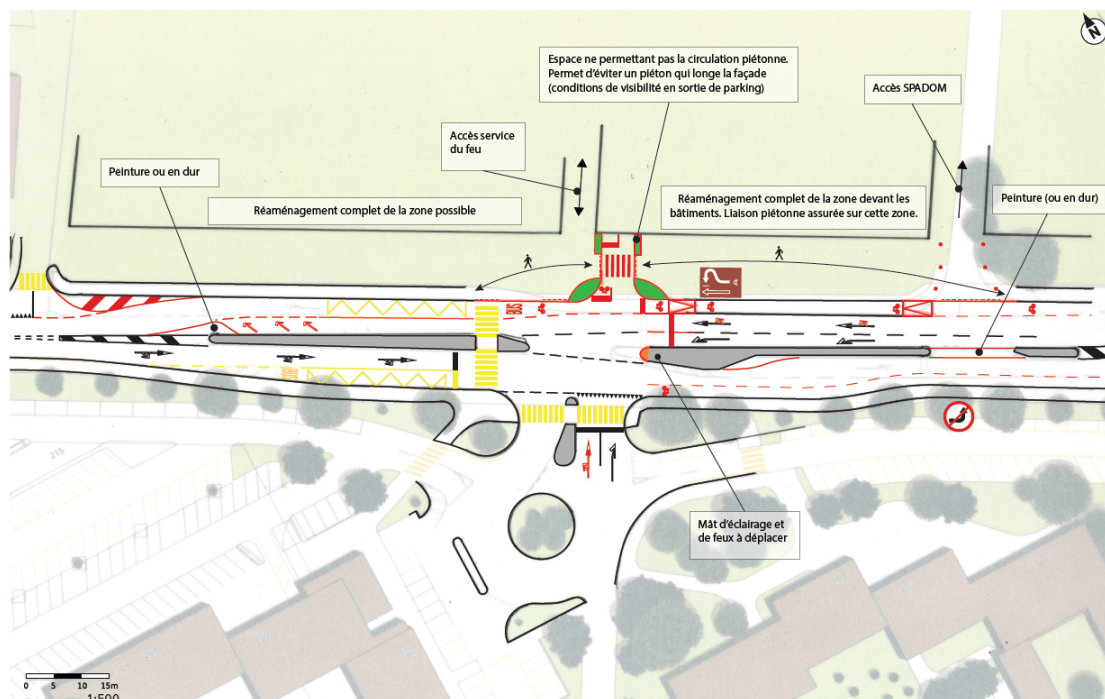 N
Espace ne permettant pas la circulation piétonne.
Permet d'éviter un piéton qui longe la façade
(conditions de visibilité en sortie de parking)
Accès SPADOM
Accès service
du feu
Peinture ou en dur
Réaménagement complet de la zone possible
Réaménagement complet de la zone devant les
bâtiments. Liaison piétonne assurée sur cette zone.
Peinture (ou en dur)
BUS
BUS
215
Mât d'éclairage et
de feux à déplacer
0 5 10 15m
1:500